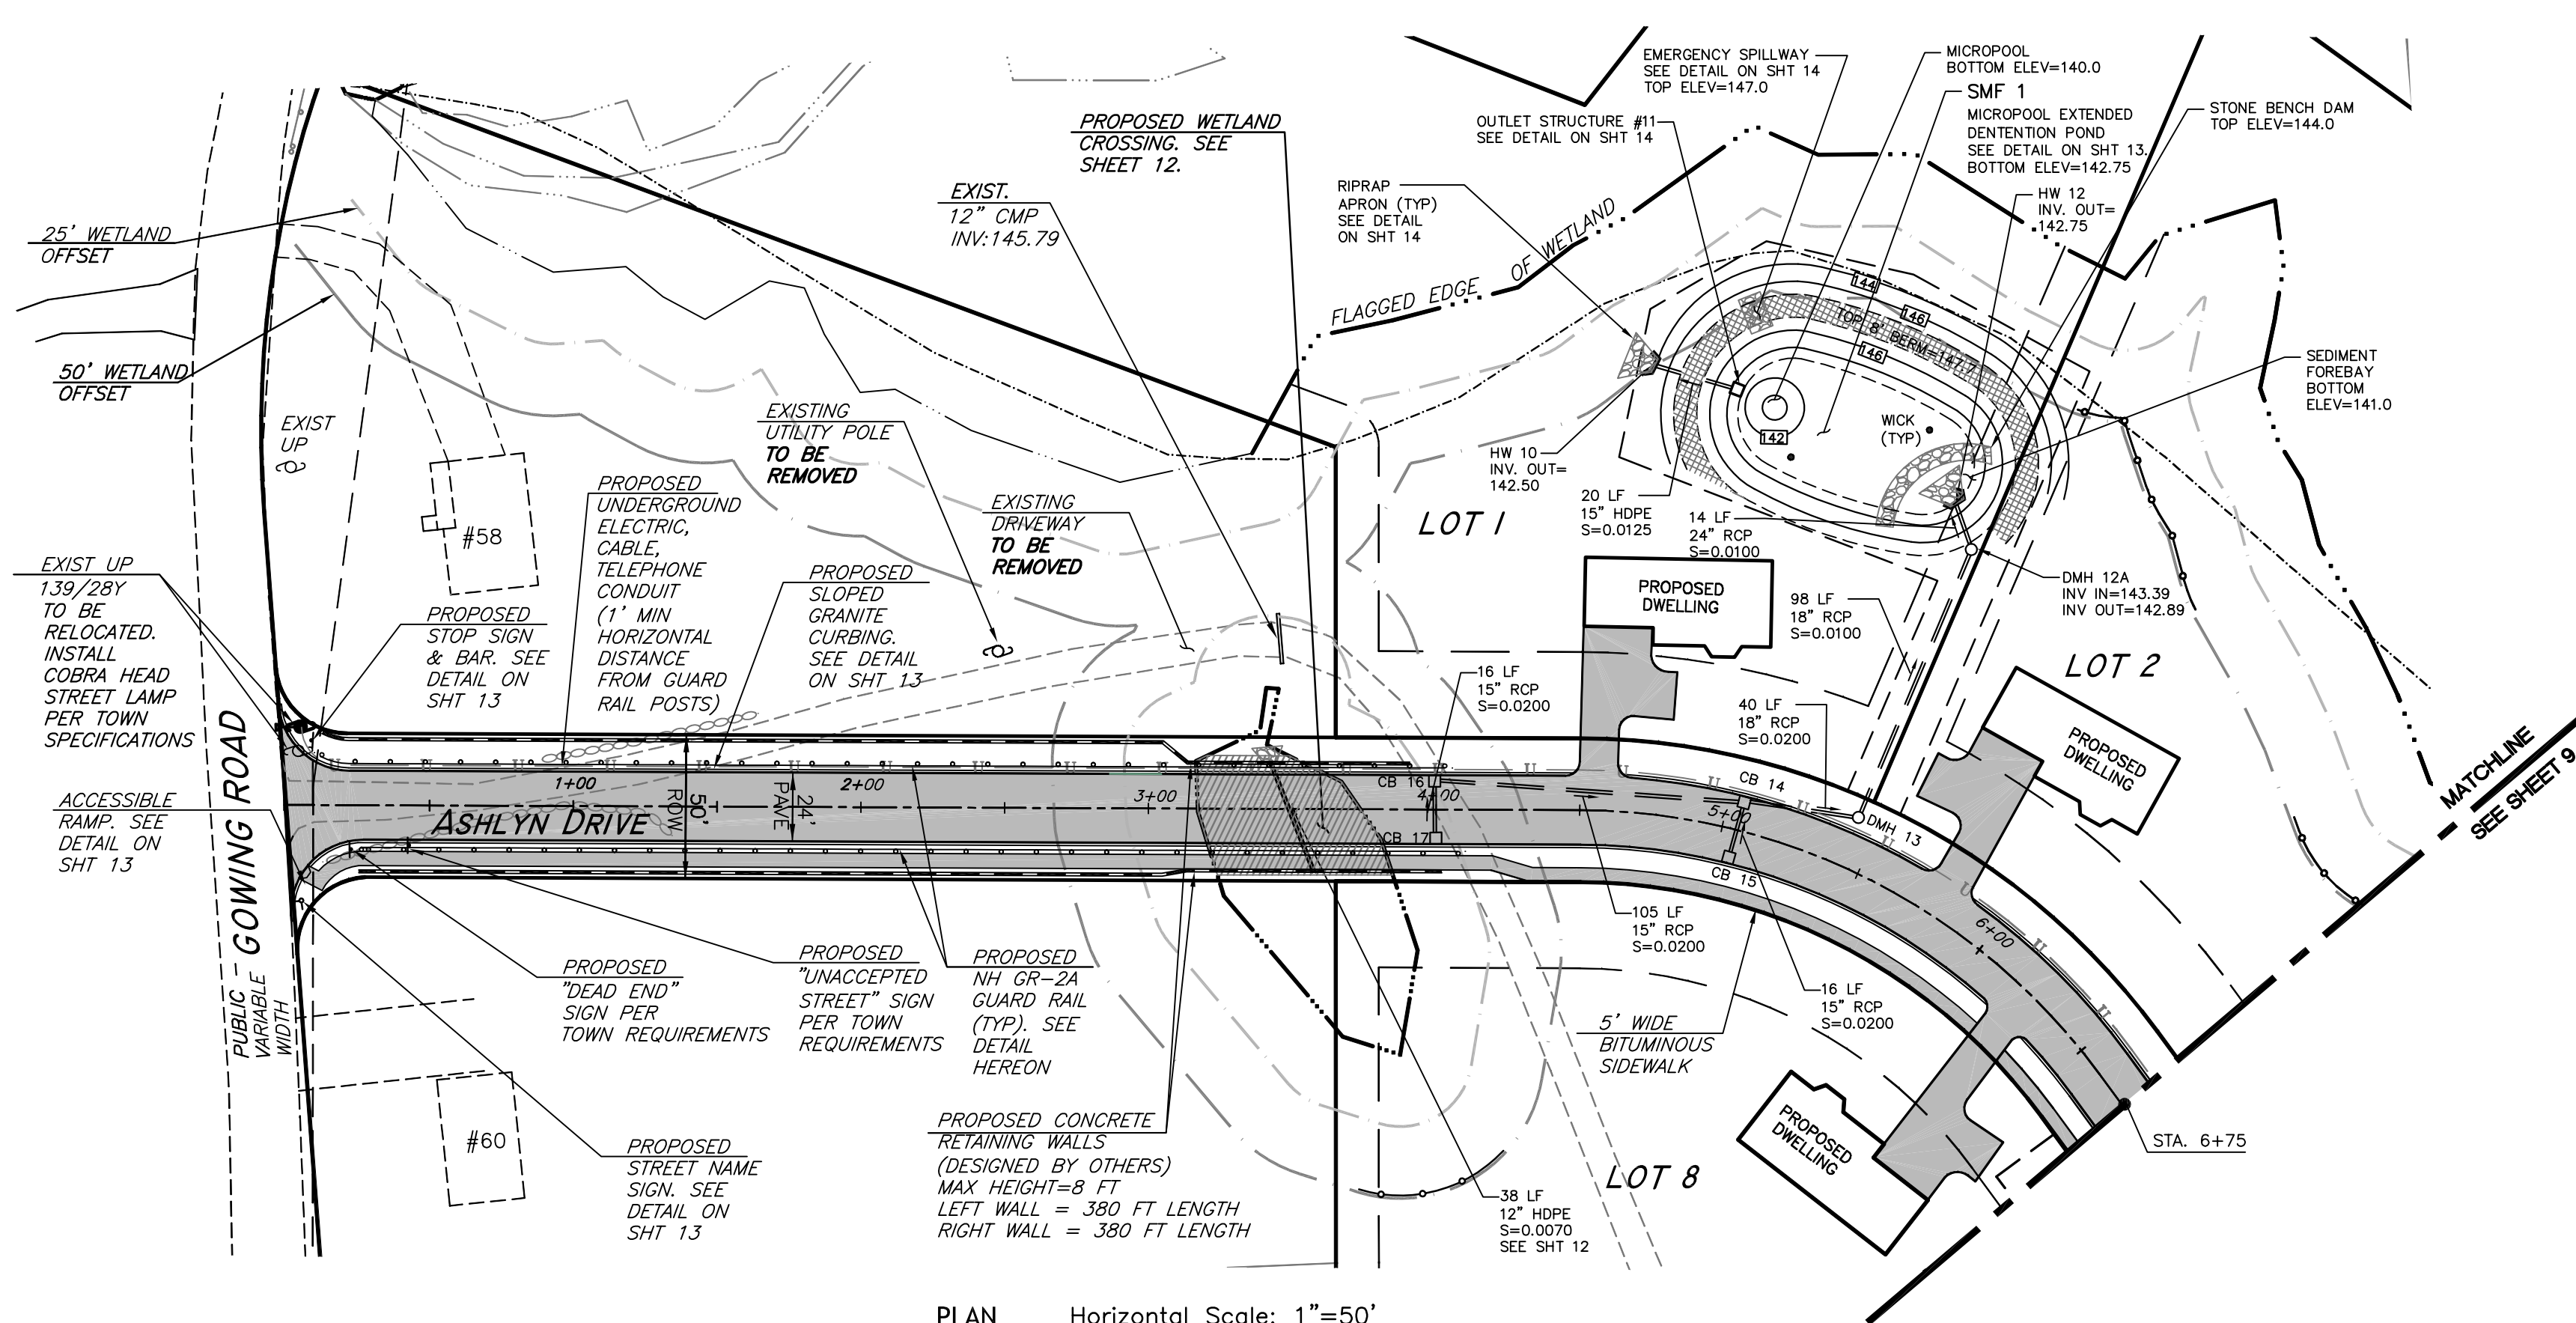 25' WETLAND
OFFSET
50' WETLAND
OFFSET
EXIST
UP
EXIST UP
139/28Y
TO BE
RELOCATED.
INSTALL
COBRA HEAD
STREET LAMP
PER TOWN
SPECIFICATIONS
ACCESSIBLE
RAMP. SEE
DETAIL ON
SHT 13
GOWING ROAD
PUBLIC -
VARIABLE
WIDTH
#58
#60
PROPOSED
STOP SIGN
& BAR. SEE
DETAIL ON
SHT 13
PROPOSED
UNDERGROUND
ELECTRIC,
CABLE,
TELEPHONE
CONDUIT
(1' MIN
HORIZONTAL
DISTANCE
FROM GUARD
RAIL POSTS)
PROPOSED
SLOPED
GRANITE
CURBING.
SEE DETAIL
ON SHT 13
EXISTING
UTILITY POLE
TO BE
REMOVED
EXISTING
DRIVEWAY
TO BE
REMOVED
EXIST.
12" CMP
INV:145.79
PROPOSED WETLAND
CROSSING. SEE
SHEET 12.
FLAGGED EDGE OF WETLAND
RIPRAP
APRON (TYP)
SEE DETAIL
ON SHT 14
OUTLET STRUCTURE #11
SEE DETAIL ON SHT 14
EMERGENCY SPILLWAY
SEE DETAIL ON SHT 14
TOP ELEV=147.0
MICROPOOL
BOTTOM ELEV=140.0
SMF 1
MICROPOOL EXTENDED
DENTENTION POND
SEE DETAIL ON SHT 13.
BOTTOM ELEV=142.75
STONE BENCH DAM
TOP ELEV=144.0
HW 12
INV. OUT=
142.75
SEDIMENT
FOREBAY
BOTTOM
ELEV=141.0
144
146
TOP 8' BERM=147.7
146
142
WICK
(TYP)
HW 10
INV. OUT=
142.50
20 LF
15" HDPE
S=0.0125
14 LF
24" RCP
S=0.0100
LOT 1
PROPOSED
DWELLING
98 LF
18" RCP
S=0.0100
DMH 12A
INV IN=143.39
INV OUT=142.89
LOT 2
PROPOSED
DWELLING
16 LF
15" RCP
S=0.0200
40 LF
18" RCP
S=0.0200
MATCHLINE
SEE SHEET 9
1+00
2+00
3+00
4+00
5+00
6+00
U U U U U U U U U U U U U U
CB 16
CB 17
CB 14
CB 15
DMH 13
50'
ROW
24'
PAVE
ASHLYN DRIVE
PROPOSED
"DEAD END"
SIGN PER
TOWN REQUIREMENTS
PROPOSED
"UNACCEPTED
STREET" SIGN
PER TOWN
REQUIREMENTS
PROPOSED
NH GR-2A
GUARD RAIL
(TYP). SEE
DETAIL
HEREON
PROPOSED
STREET NAME
SIGN. SEE
DETAIL ON
SHT 13
PROPOSED CONCRETE
RETAINING WALLS
(DESIGNED BY OTHERS)
MAX HEIGHT=8 FT
LEFT WALL = 380 FT LENGTH
RIGHT WALL = 380 FT LENGTH
105 LF
15" RCP
S=0.0200
16 LF
15" RCP
S=0.0200
5' WIDE
BITUMINOUS
SIDEWALK
38 LF
12" HDPE
S=0.0070
SEE SHT 12
LOT 8
PROPOSED
DWELLING
STA. 6+75
PLAN Horizontal Scale: 1"=50'